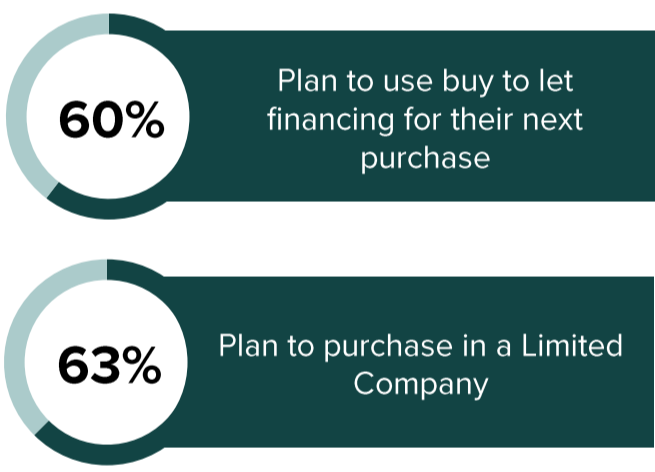 60%
Plan to use buy to let
financing for their next
purchase
63%
Plan to purchase in a Limited
Company